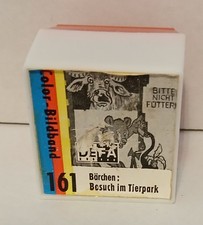 Color-Bildband
BITTE
NICHT
FÜTTERN
DEFA
161
Bärchen:
Besuch im Tierpark